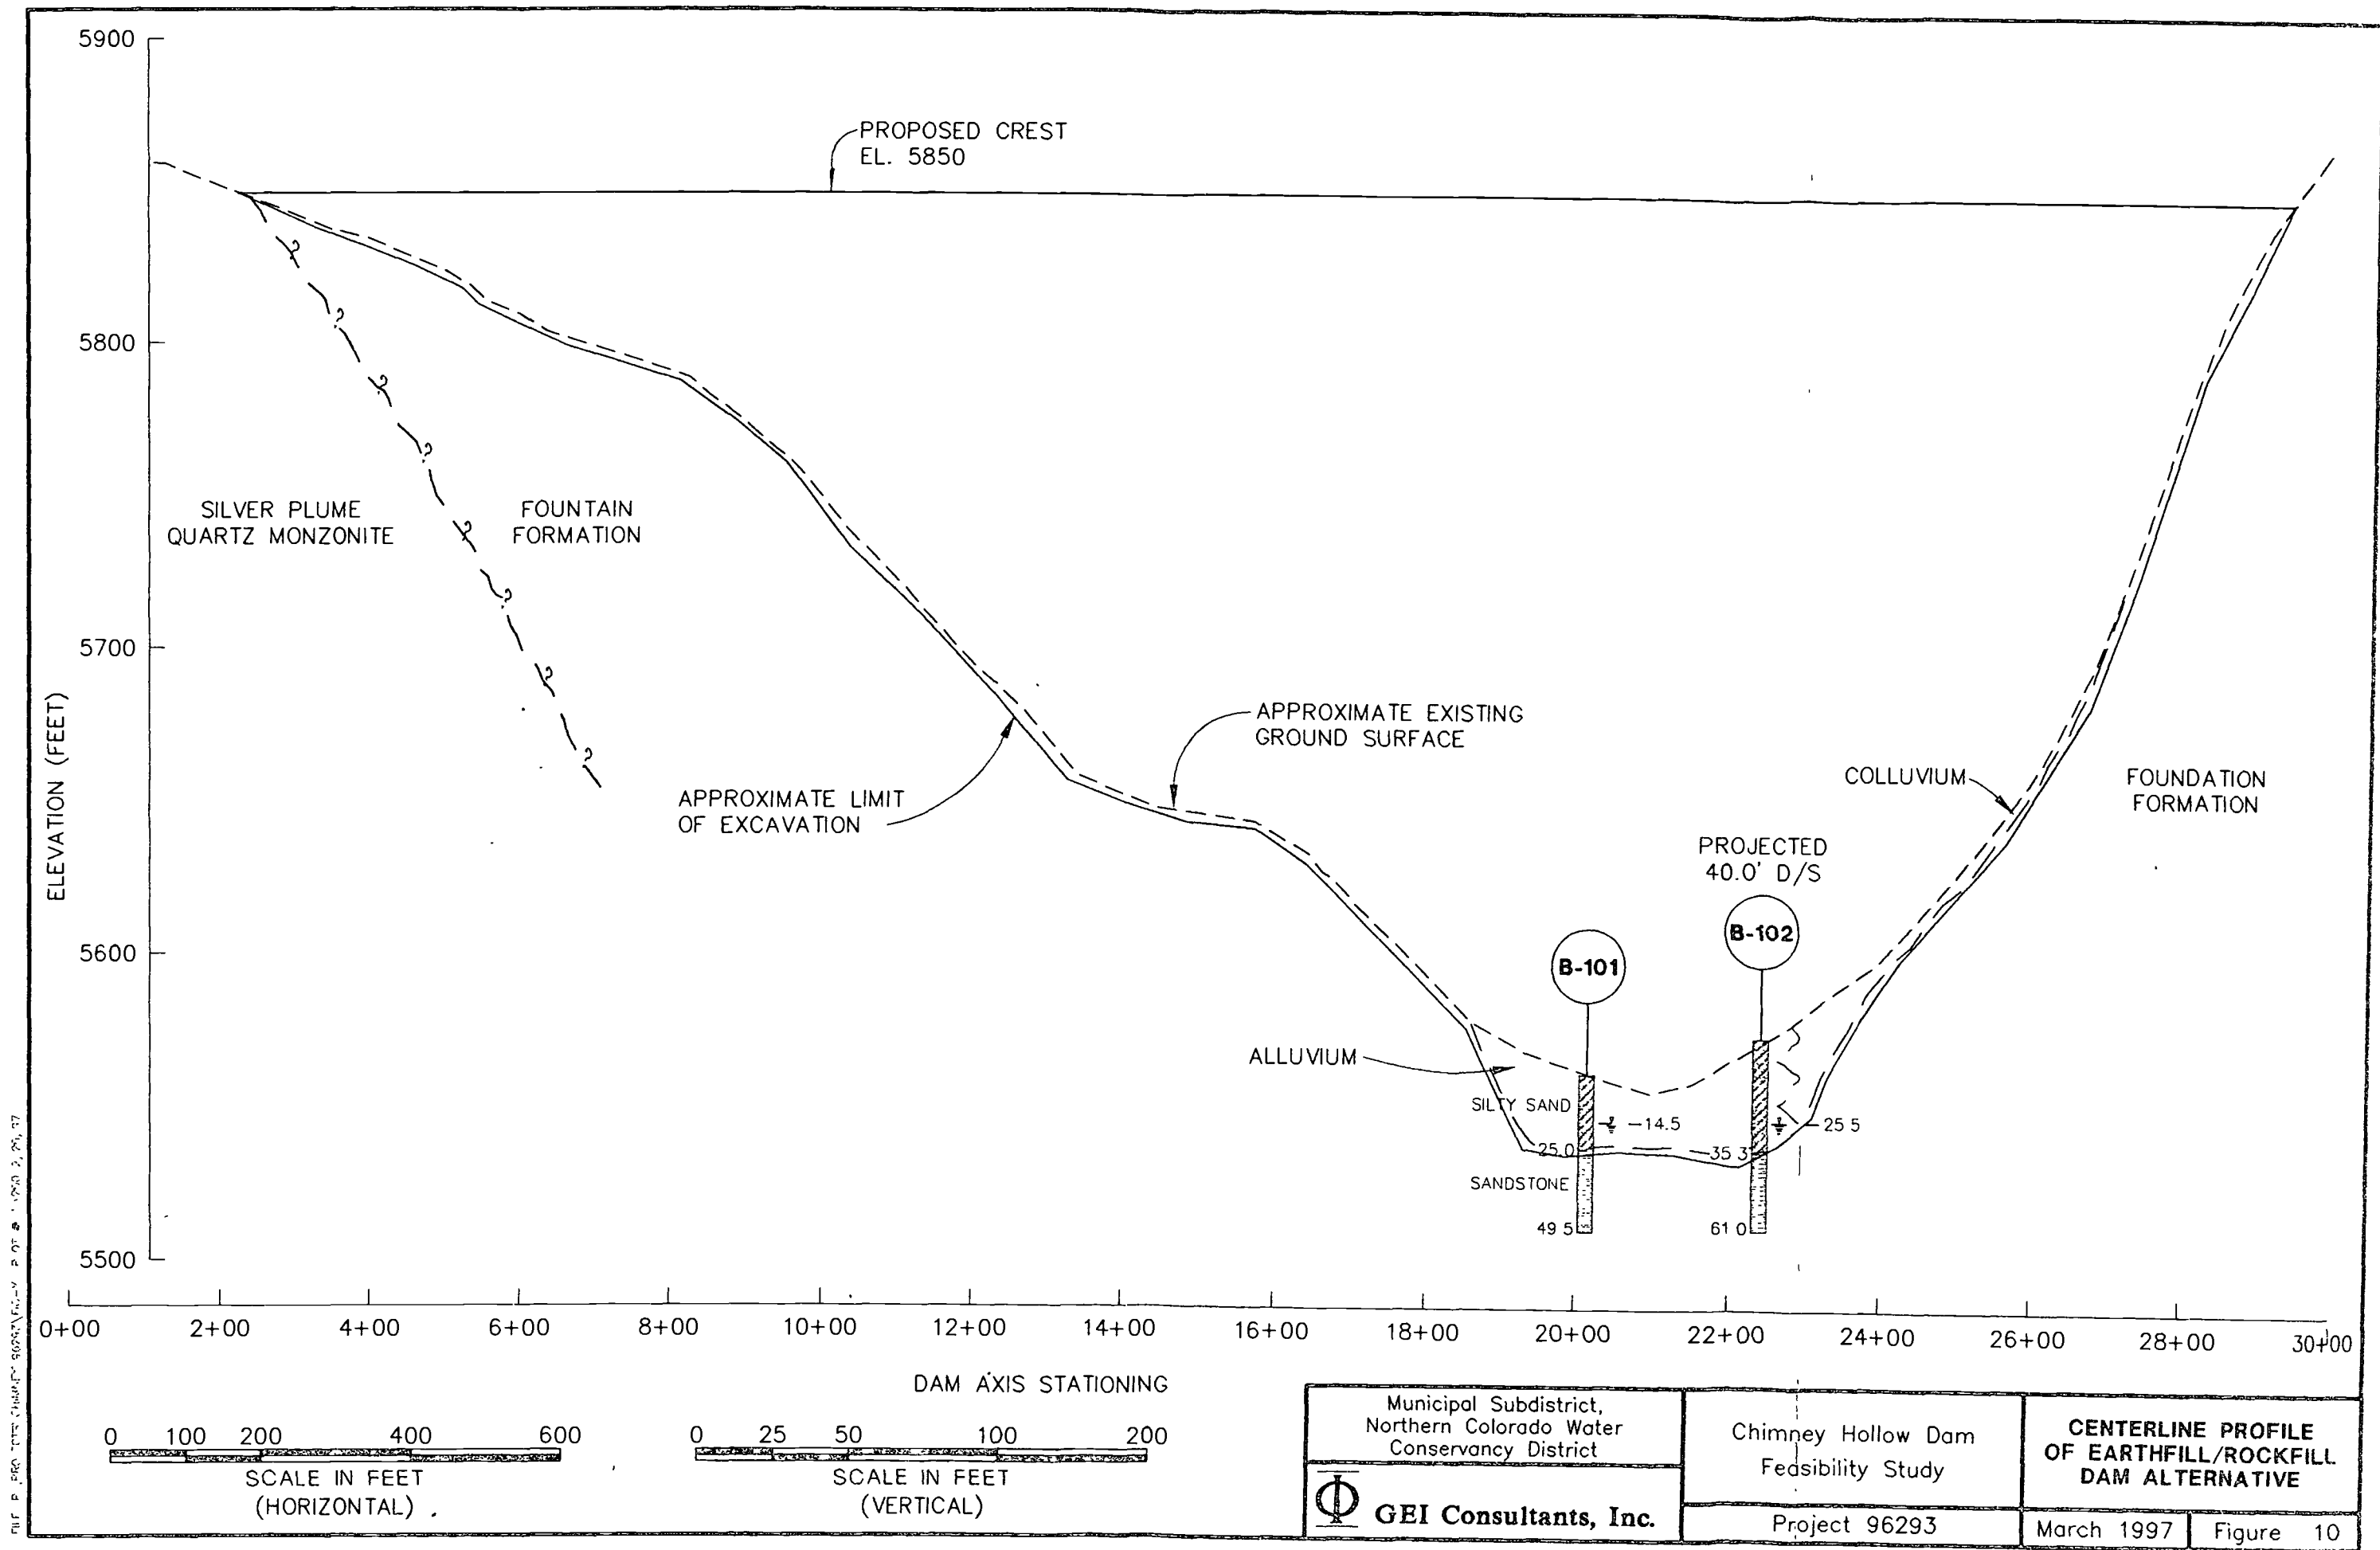 5900
PROPOSED CREST
EL. 5850
5800
5700
5600
5500
ELEVATION (FEET)
?
?
?
?
?
?
?
?
SILVER PLUME
QUARTZ MONZONITE
FOUNTAIN
FORMATION
APPROXIMATE LIMIT
OF EXCAVATION
APPROXIMATE EXISTING
GROUND SURFACE
COLLUVIUM
FOUNDATION
FORMATION
PROJECTED
40.0' D/S
B-101
B-102
ALLUVIUM
SILTY SAND
-14.5
25.5
25.0
35.3
SANDSTONE
49.5
61.0
0+00 2+00 4+00 6+00 8+00 10+00 12+00 14+00 16+00 18+00 20+00 22+00 24+00 26+00 28+00 30+00
DAM AXIS STATIONING
0 100 200 400 600
SCALE IN FEET
(HORIZONTAL)
0 25 50 100 200
SCALE IN FEET
(VERTICAL)
Municipal Subdistrict,
Northern Colorado Water
Conservancy District
GEI Consultants, Inc.
Chimney Hollow Dam
Feasibility Study
Project 96293
CENTERLINE PROFILE
OF EARTHFILL/ROCKFILL
DAM ALTERNATIVE
March 1997
Figure 10